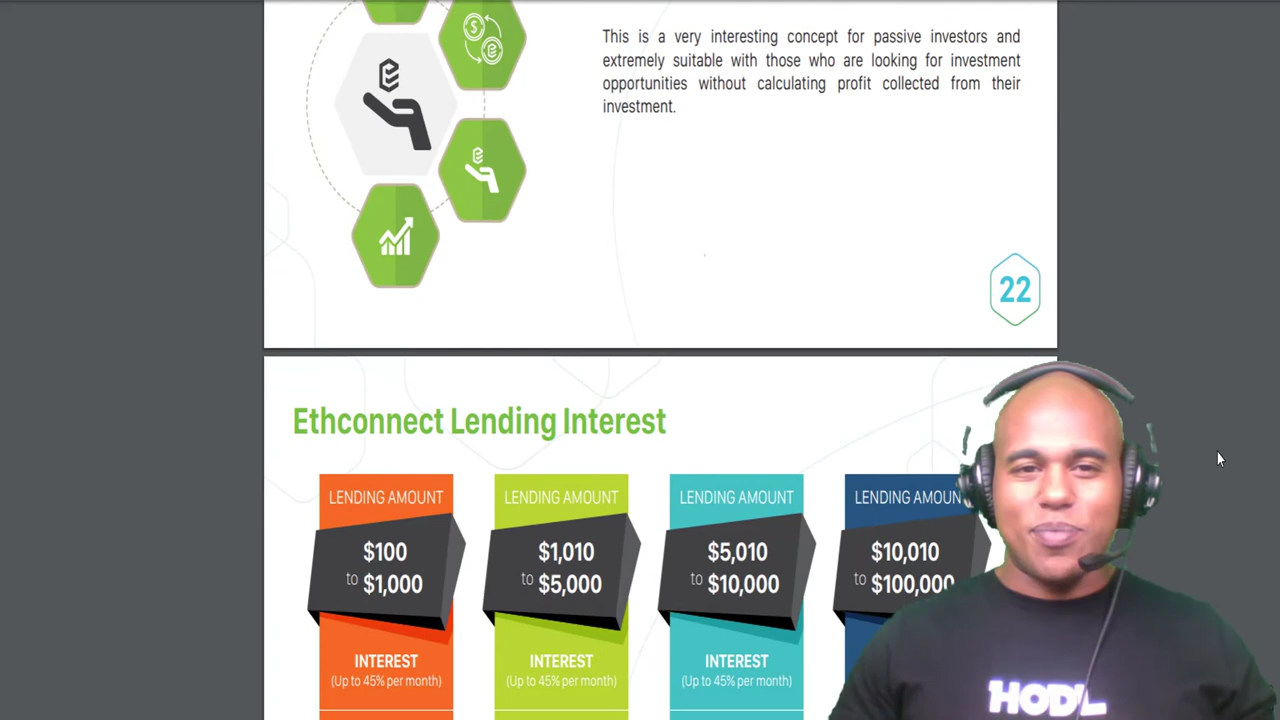 This is a very interesting concept for passive investors and
extremely suitable with those who are looking for investment
opportunities without calculating profit collected from their
investment.
22
Ethconnect Lending Interest
LENDING AMOUNT
$100
to $1,000
INTEREST
(Up to 45% per month)
LENDING AMOUNT
$1,010
to $5,000
INTEREST
(Up to 45% per month)
LENDING AMOUNT
$5,010
to $10,000
INTEREST
(Up to 45% per month)
LENDING AMOUN
$10,010
to $100,000
HODL